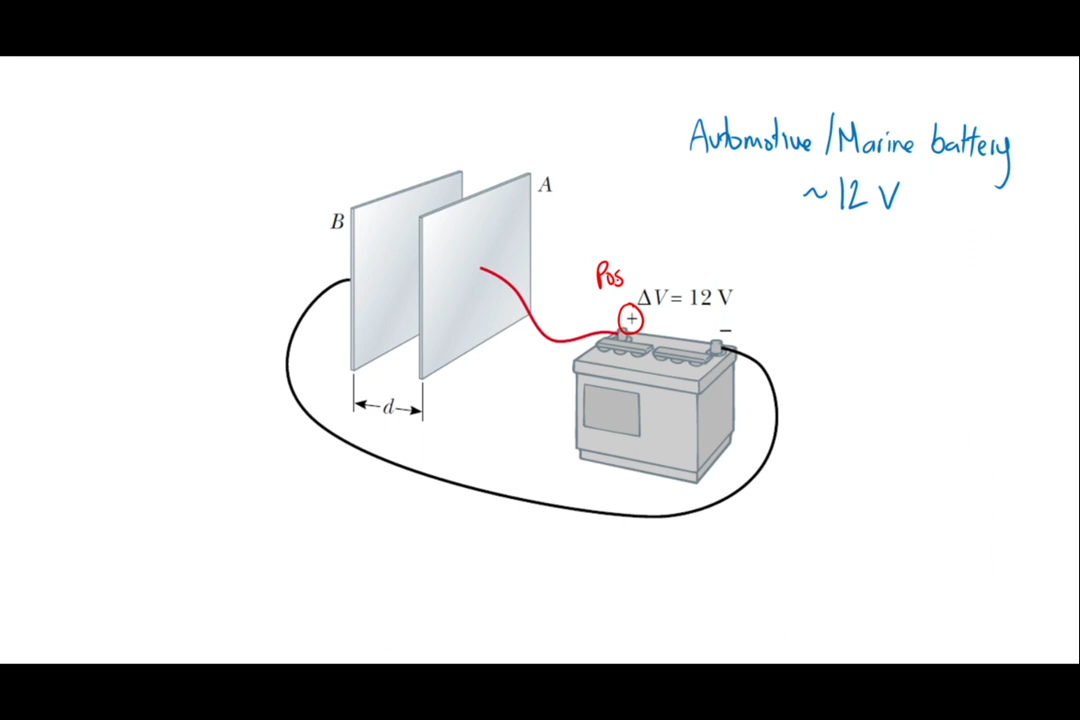 Automotive/Marine battery
~12 V
A
B
Pos
ΔV = 12 V
+
−
d